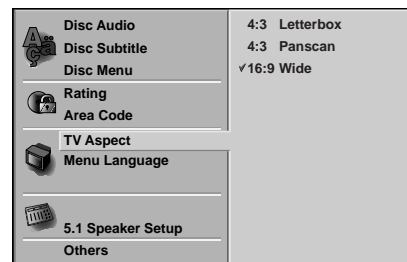 Disc Audio
Disc Subtitle
Disc Menu
Rating
Area Code
TV Aspect
Menu Language
5.1 Speaker Setup
Others
4:3 Letterbox
4:3 Panscan
✓16:9 Wide